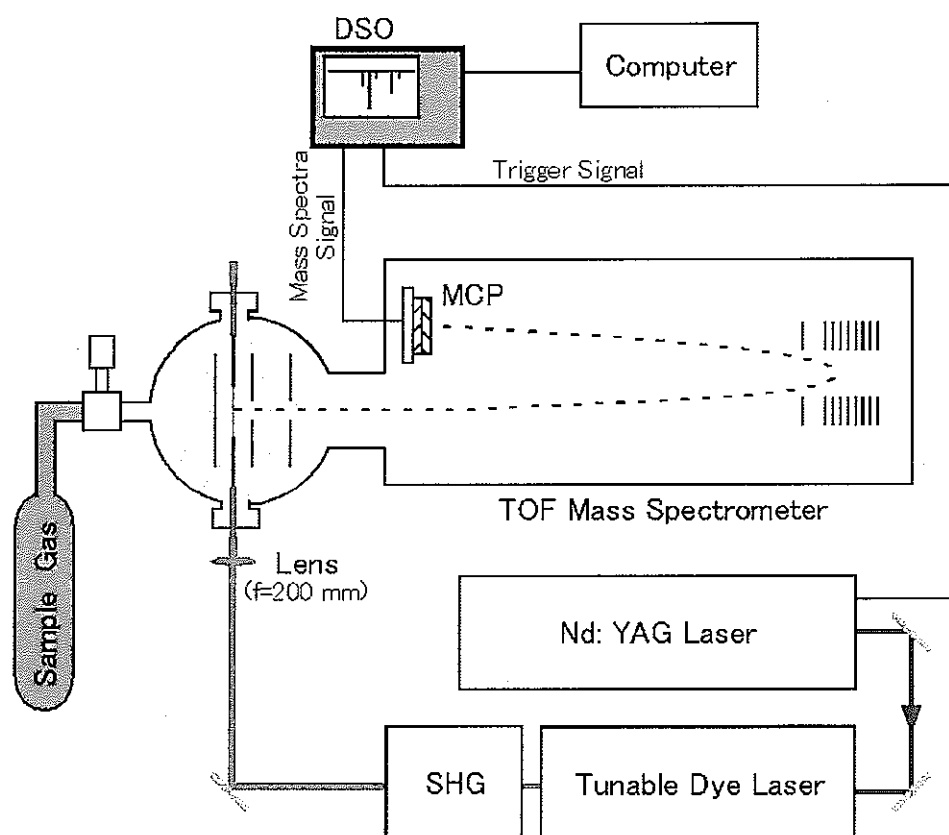 DSO
Computer
Mass Spectra
Signal
Trigger Signal
MCP
TOF Mass Spectrometer
Sample Gas
Lens
(f=200 mm)
Nd: YAG Laser
SHG
Tunable Dye Laser